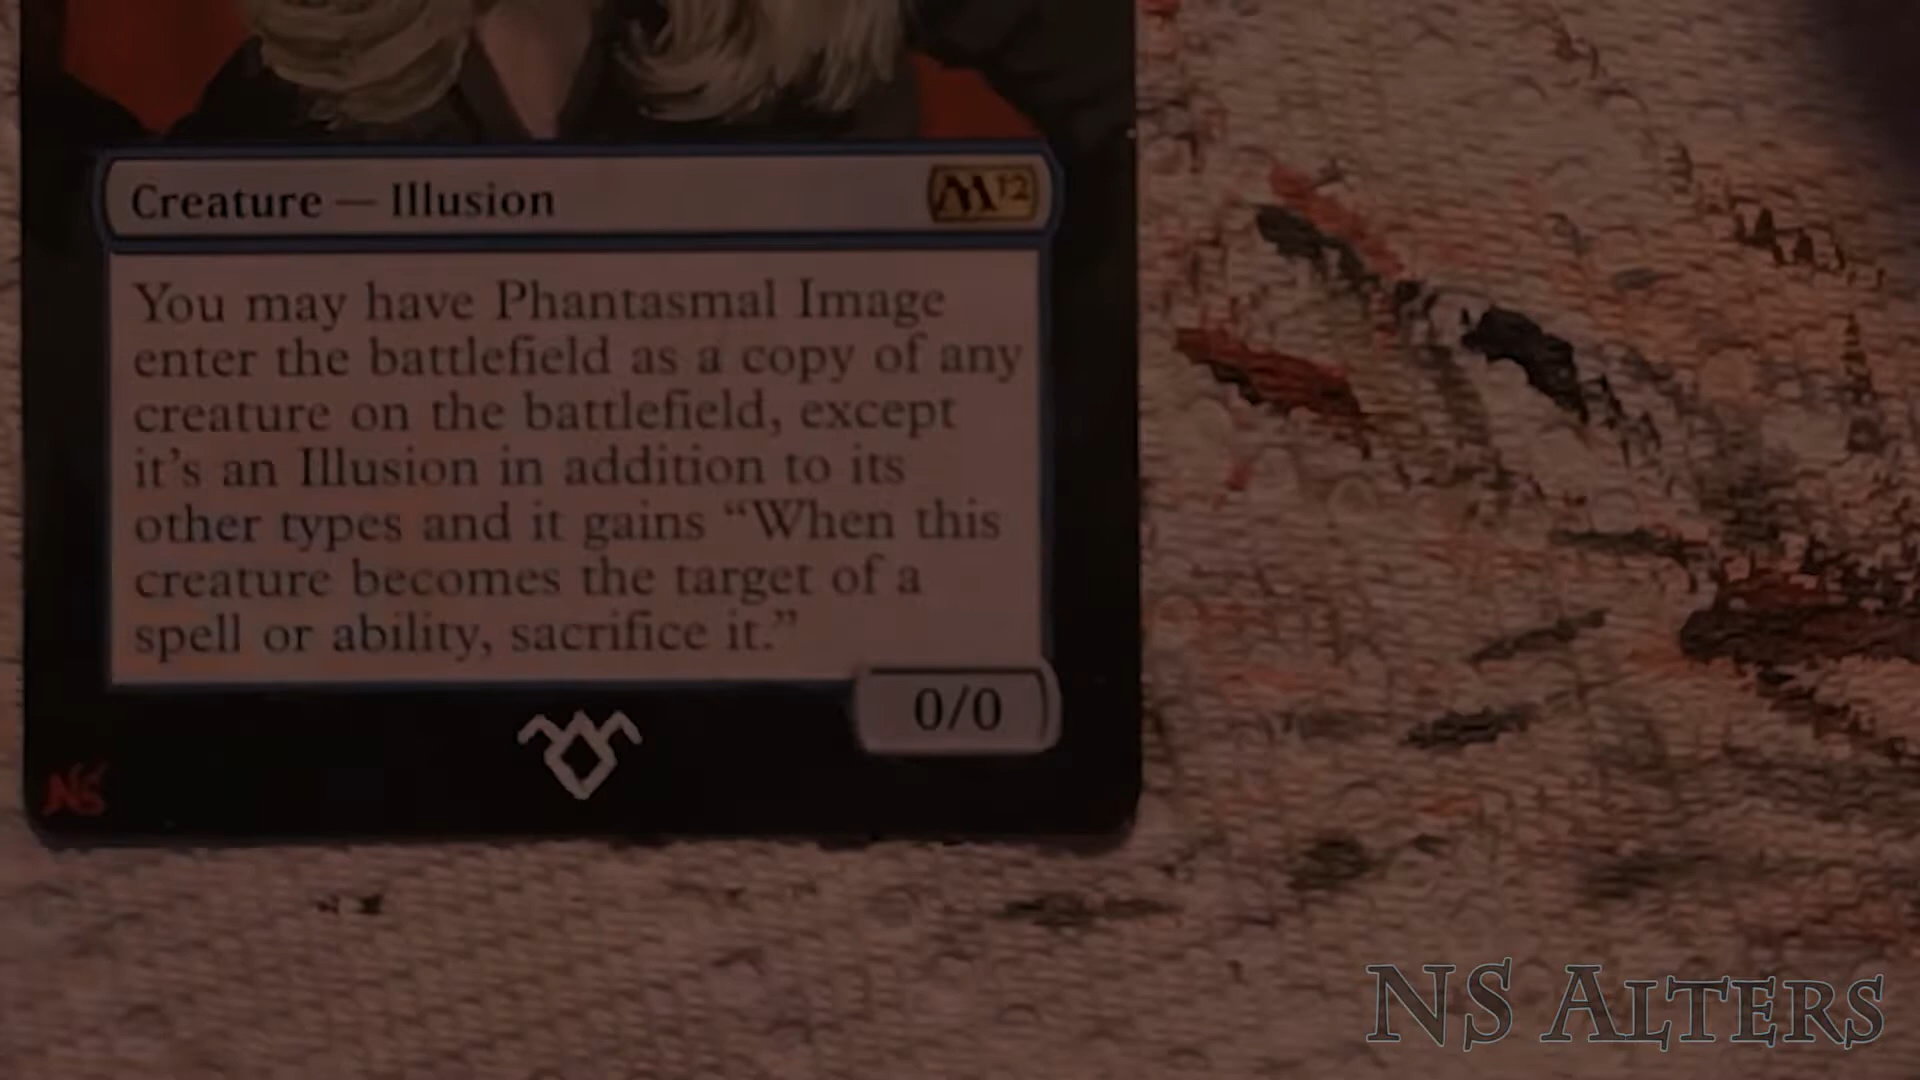 Creature — Illusion
M12
You may have Phantasmal Image
enter the battlefield as a copy of any
creature on the battlefield, except
it's an Illusion in addition to its
other types and it gains “When this
creature becomes the target of a
spell or ability, sacrifice it.”
0/0
NS
NS ALTERS